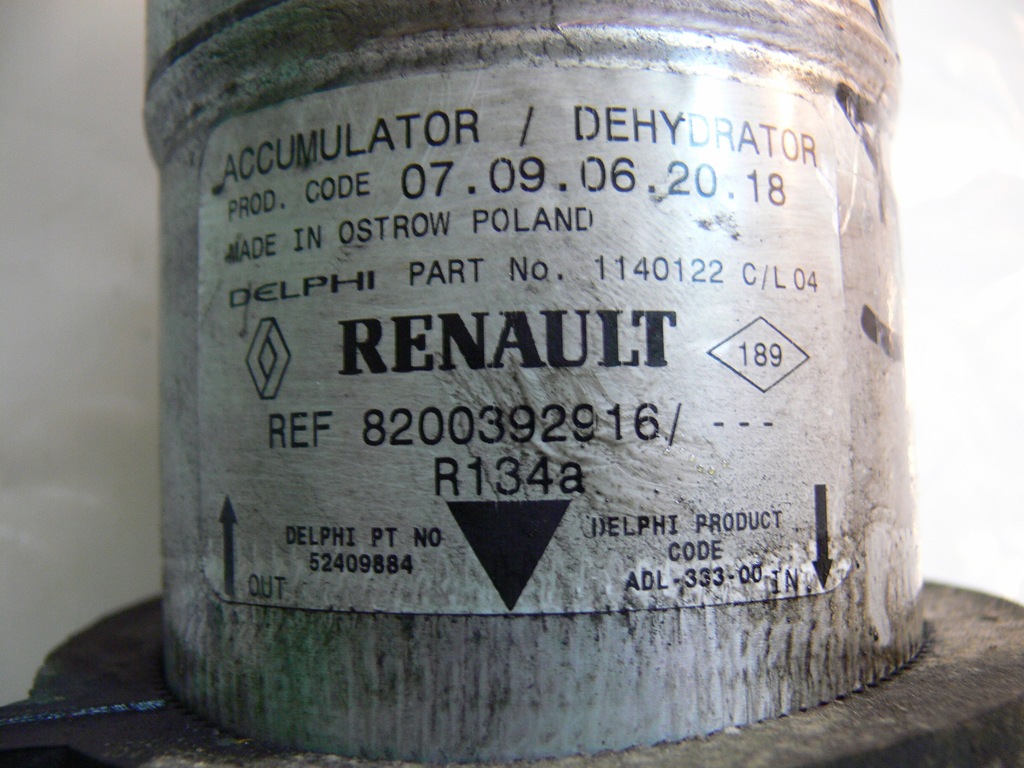 ACCUMULATOR / DEHYDRATOR
PROD. CODE 07.09.06.20.18
MADE IN OSTROW POLAND
DELPHI PART No. 1140122 C/L 04
RENAULT 189
REF 8200392916/ ---
R134a
DELPHI PT NO
52409884
OUT
DELPHI PRODUCT
CODE
ADL-333-00
IN